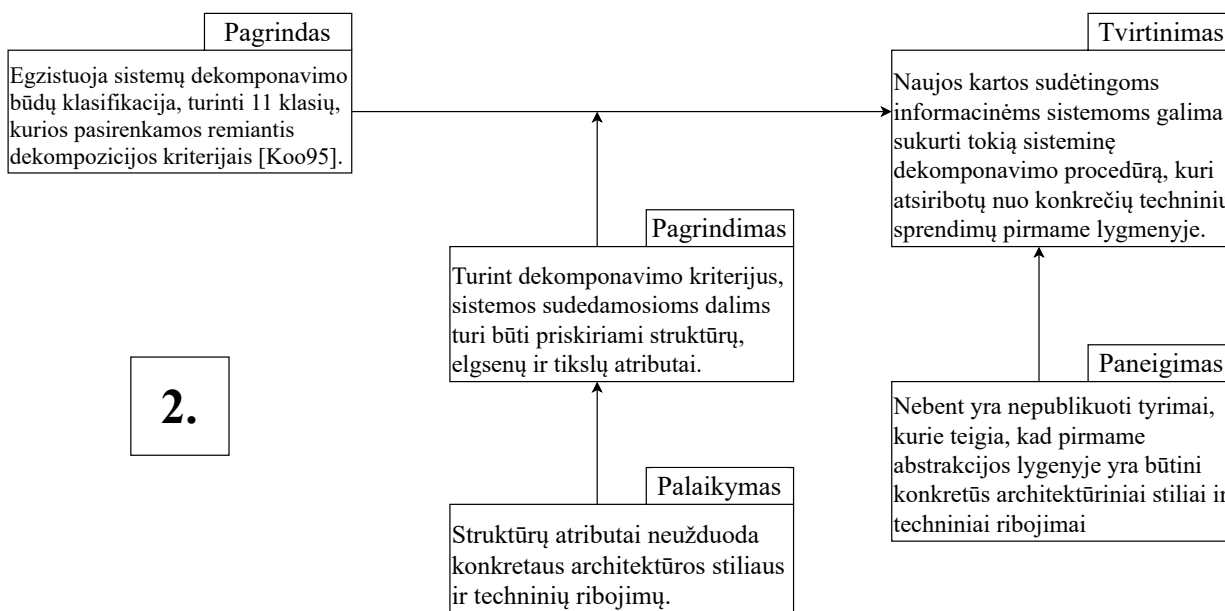 Pagrindas
Egzistuoja sistemų dekomponavimo
būdų klasifikacija, turinti 11 klasių,
kurios pasirenkamos remiantis
dekompozicijos kriterijais [Koo95].
Tvirtinimas
Naujos kartos sudėtingoms
informacinėms sistemoms galima
sukurti tokią sisteminę
dekomponavimo procedūrą, kuri
atsiribotų nuo konkrečių techninių
sprendimų pirmame lygmenyje.
Pagrindimas
Turint dekomponavimo kriterijus,
sistemos sudedamosioms dalims
turi būti priskiriami struktūrų,
elgsenų ir tikslų atributai.
2.
Paneigimas
Nebent yra nepublikuoti tyrimai,
kurie teigia, kad pirmame
abstrakcijos lygenyje yra būtini
konkretūs architektūriniai stiliai ir
techniniai ribojimai
Palaikymas
Struktūrų atributai neužduoda
konkretaus architektūros stiliaus
ir techninių ribojimų.